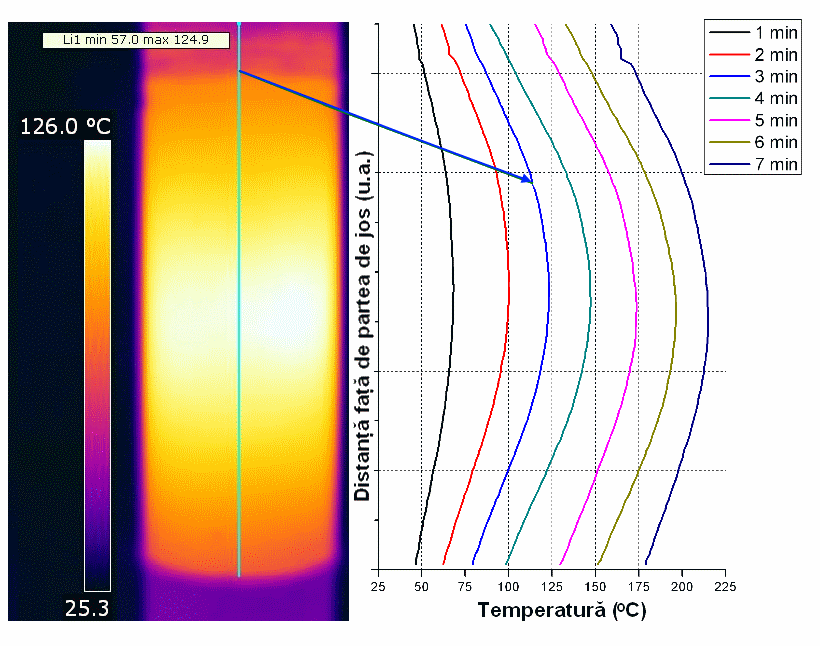 Li1 min 57.0 max 124.9
126.0 °C
25.3
Distanță față de partea de jos (u.a.)
1 min
2 min
3 min
4 min
5 min
6 min
7 min
25 50 75 100 125 150 175 200 225
Temperatură (ºC)